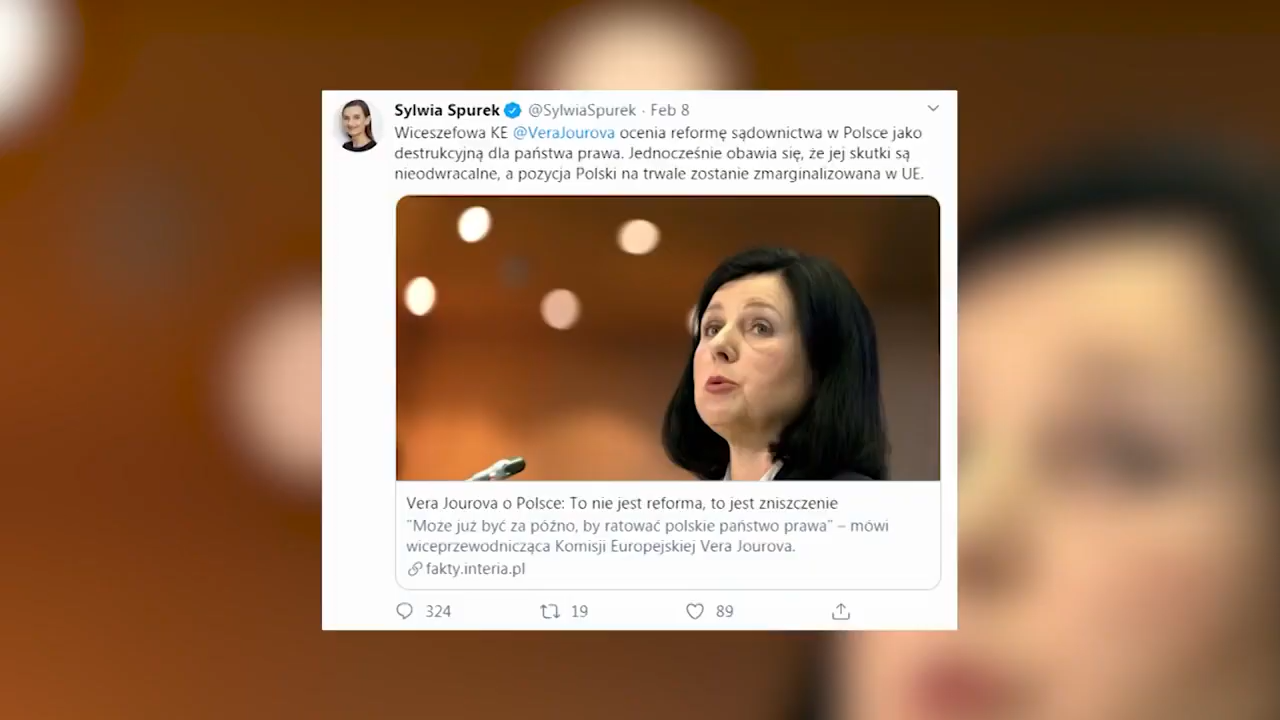 Sylwia Spurek @SylwiaSpurek · Feb 8
Wiceszefowa KE @VeraJourova ocenia reformę sądownictwa w Polsce jako
destrukcyjną dla państwa prawa. Jednocześnie obawia się, że jej skutki są
nieodwracalne, a pozycja Polski na trwale zostanie zmarginalizowana w UE.
Vera Jourova o Polsce: To nie jest reforma, to jest zniszczenie
"Może już być za późno, by ratować polskie państwo prawa" – mówi
wiceprzewodnicząca Komisji Europejskiej Vera Jourova.
fakty.interia.pl
324 19 89